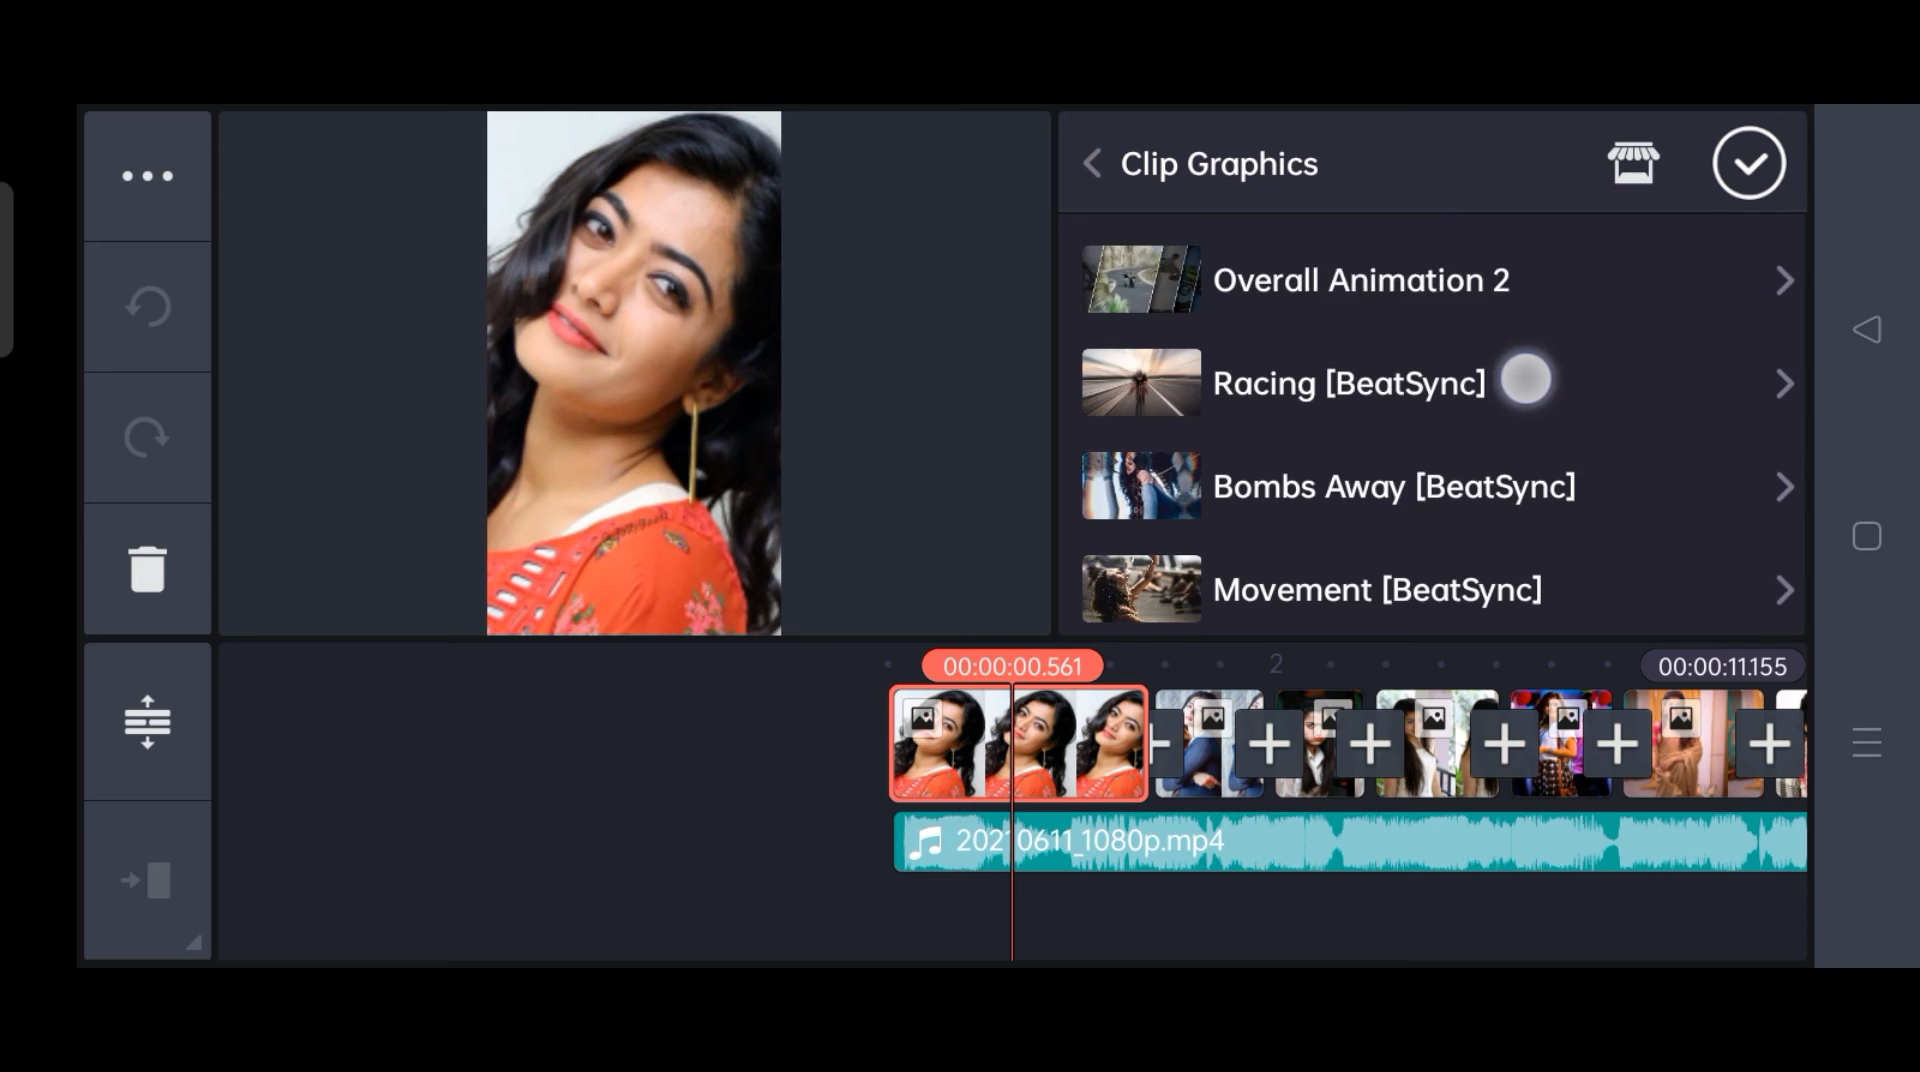 Clip Graphics
Overall Animation 2
Racing [BeatSync]
Bombs Away [BeatSync]
Movement [BeatSync]
00:00:00.561
2
00:00:11.155
20210611_1080p.mp4